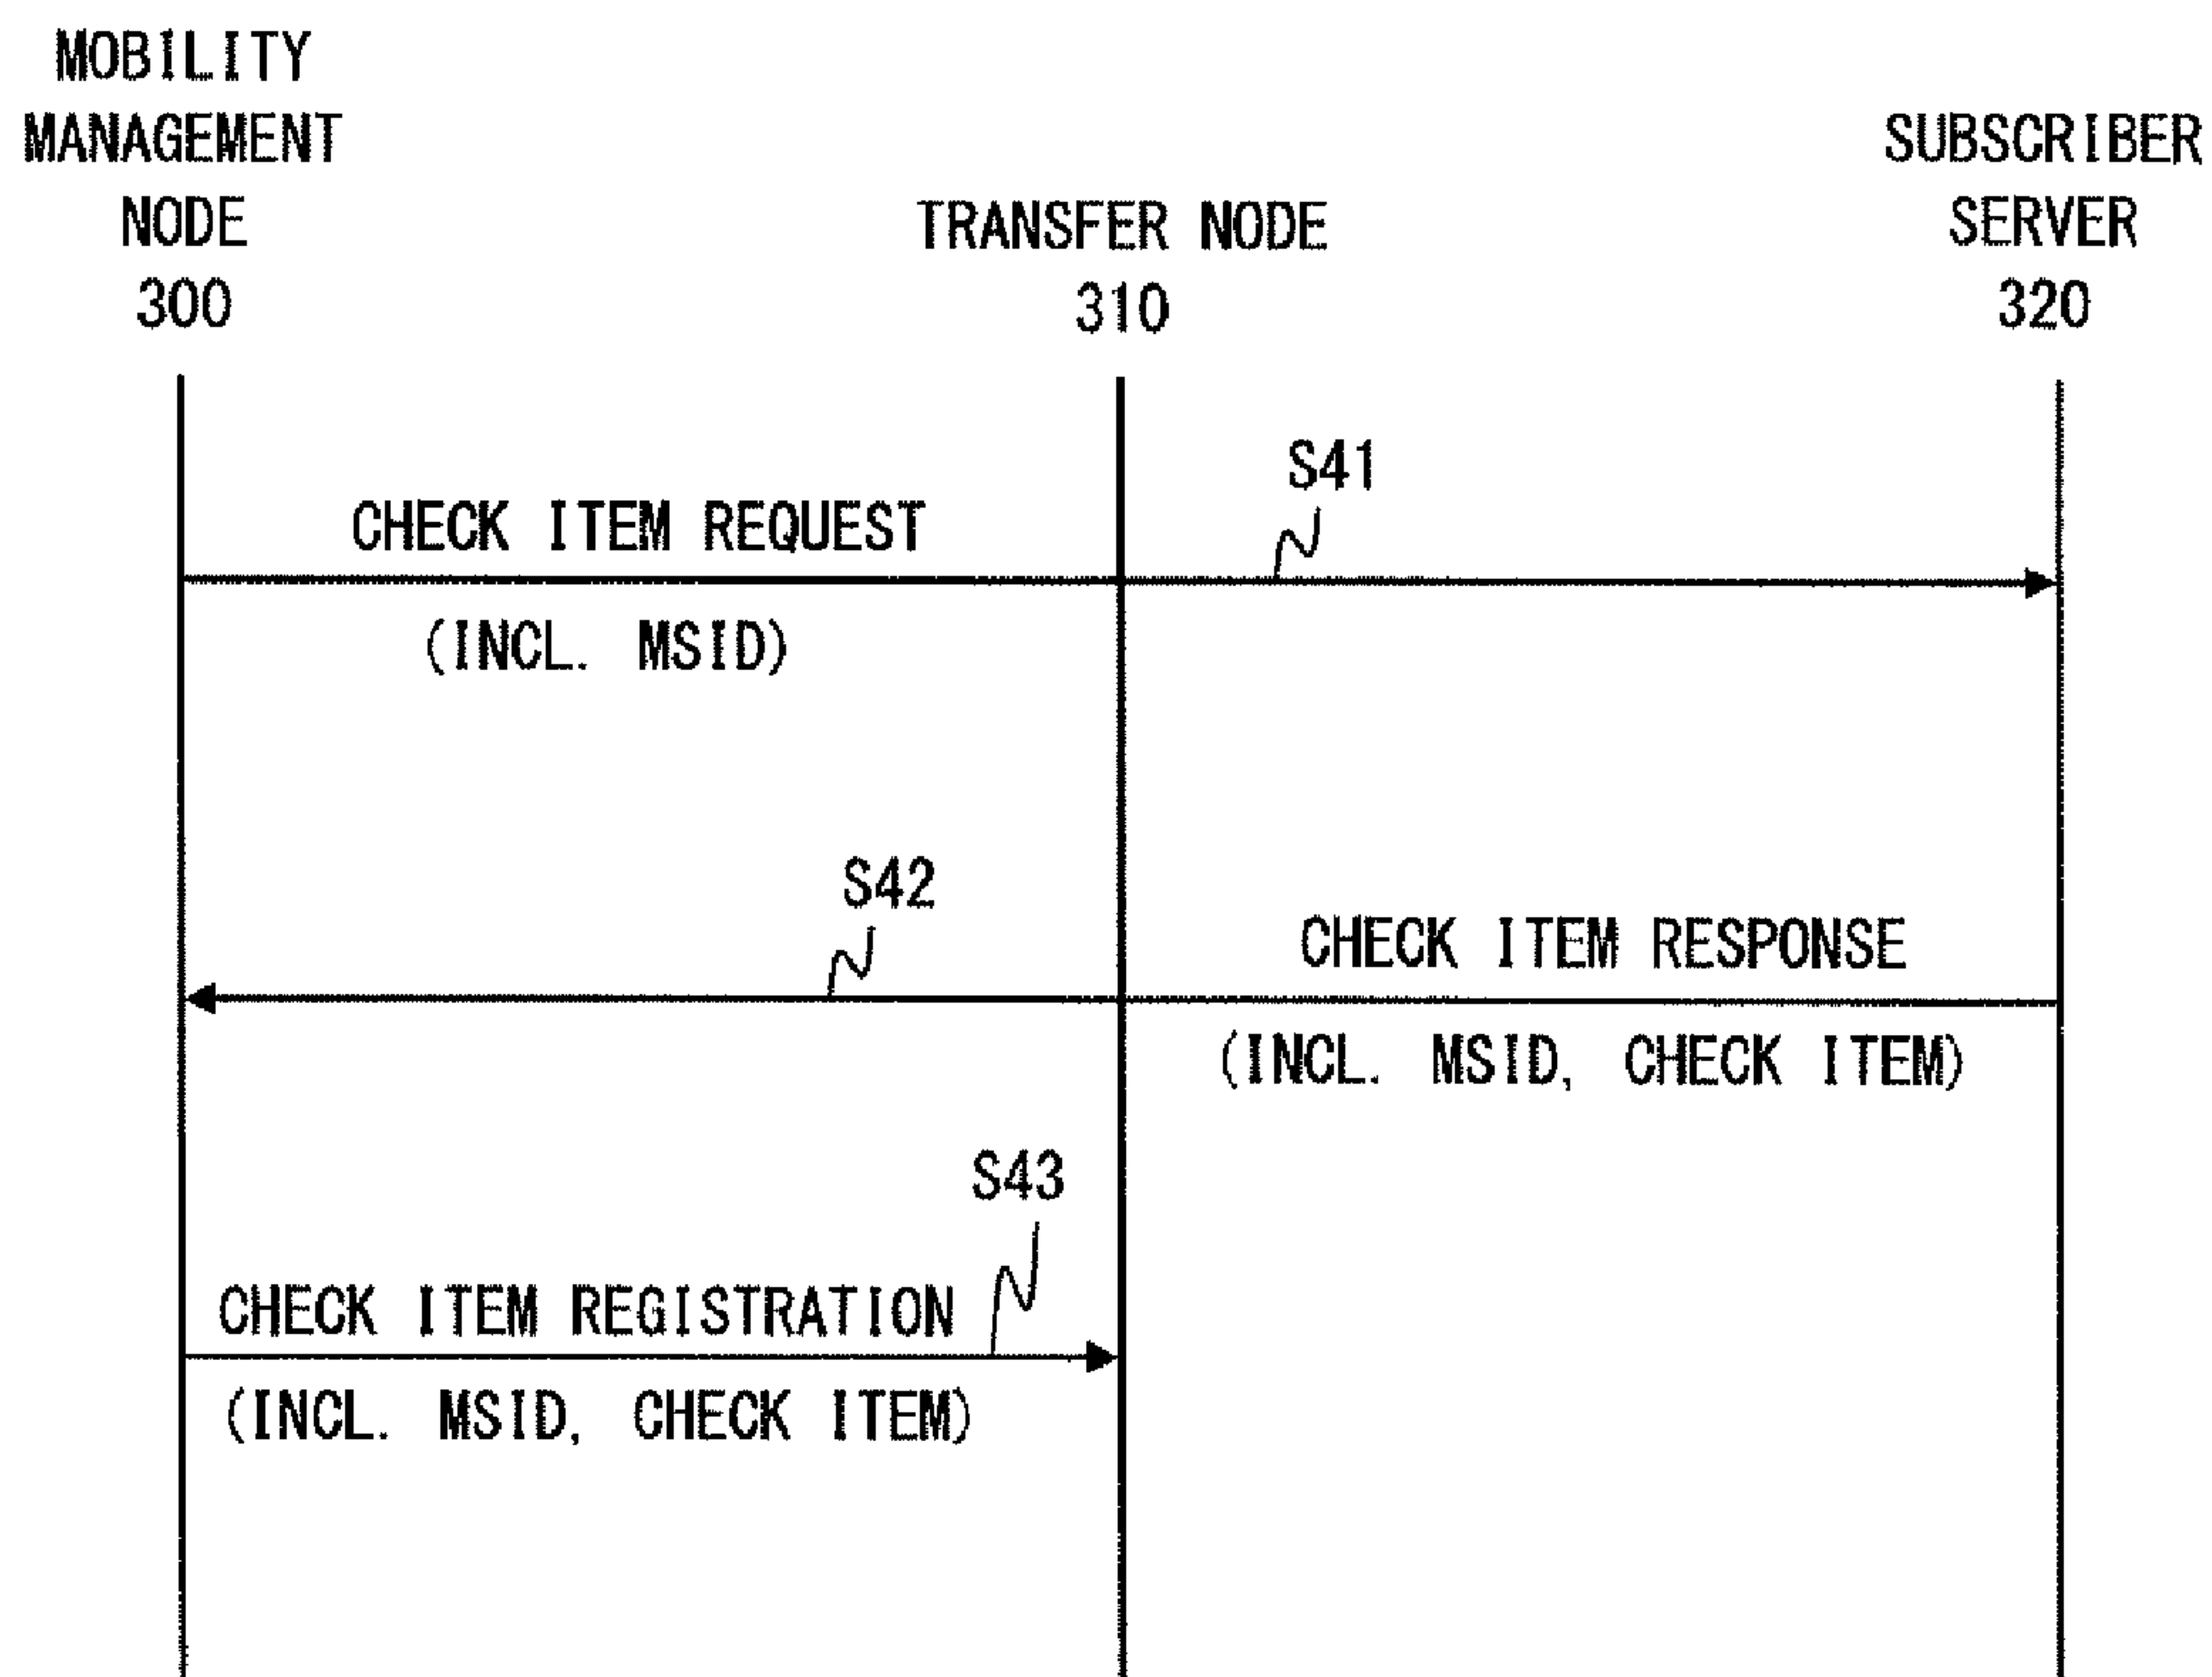 MOBILITY
MANAGEMENT
NODE
300
TRANSFER NODE
310
SUBSCRIBER
SERVER
320
S41
CHECK ITEM REQUEST
(INCL. MSID)
S42
CHECK ITEM RESPONSE
(INCL. MSID, CHECK ITEM)
S43
CHECK ITEM REGISTRATION
(INCL. MSID, CHECK ITEM)